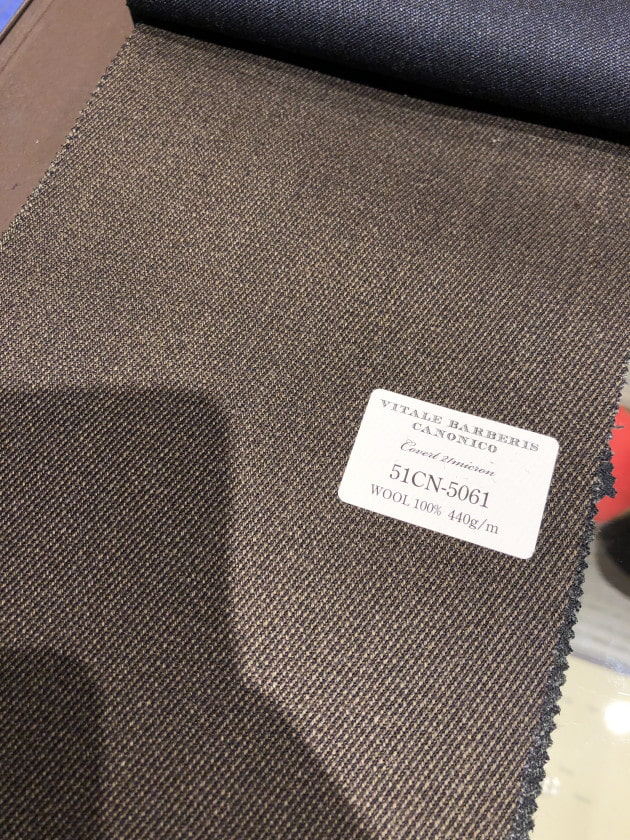 VITALE BARBERIS
CANONICO
Covert 21micron
51CN-5061
WOOL 100% 440g/m